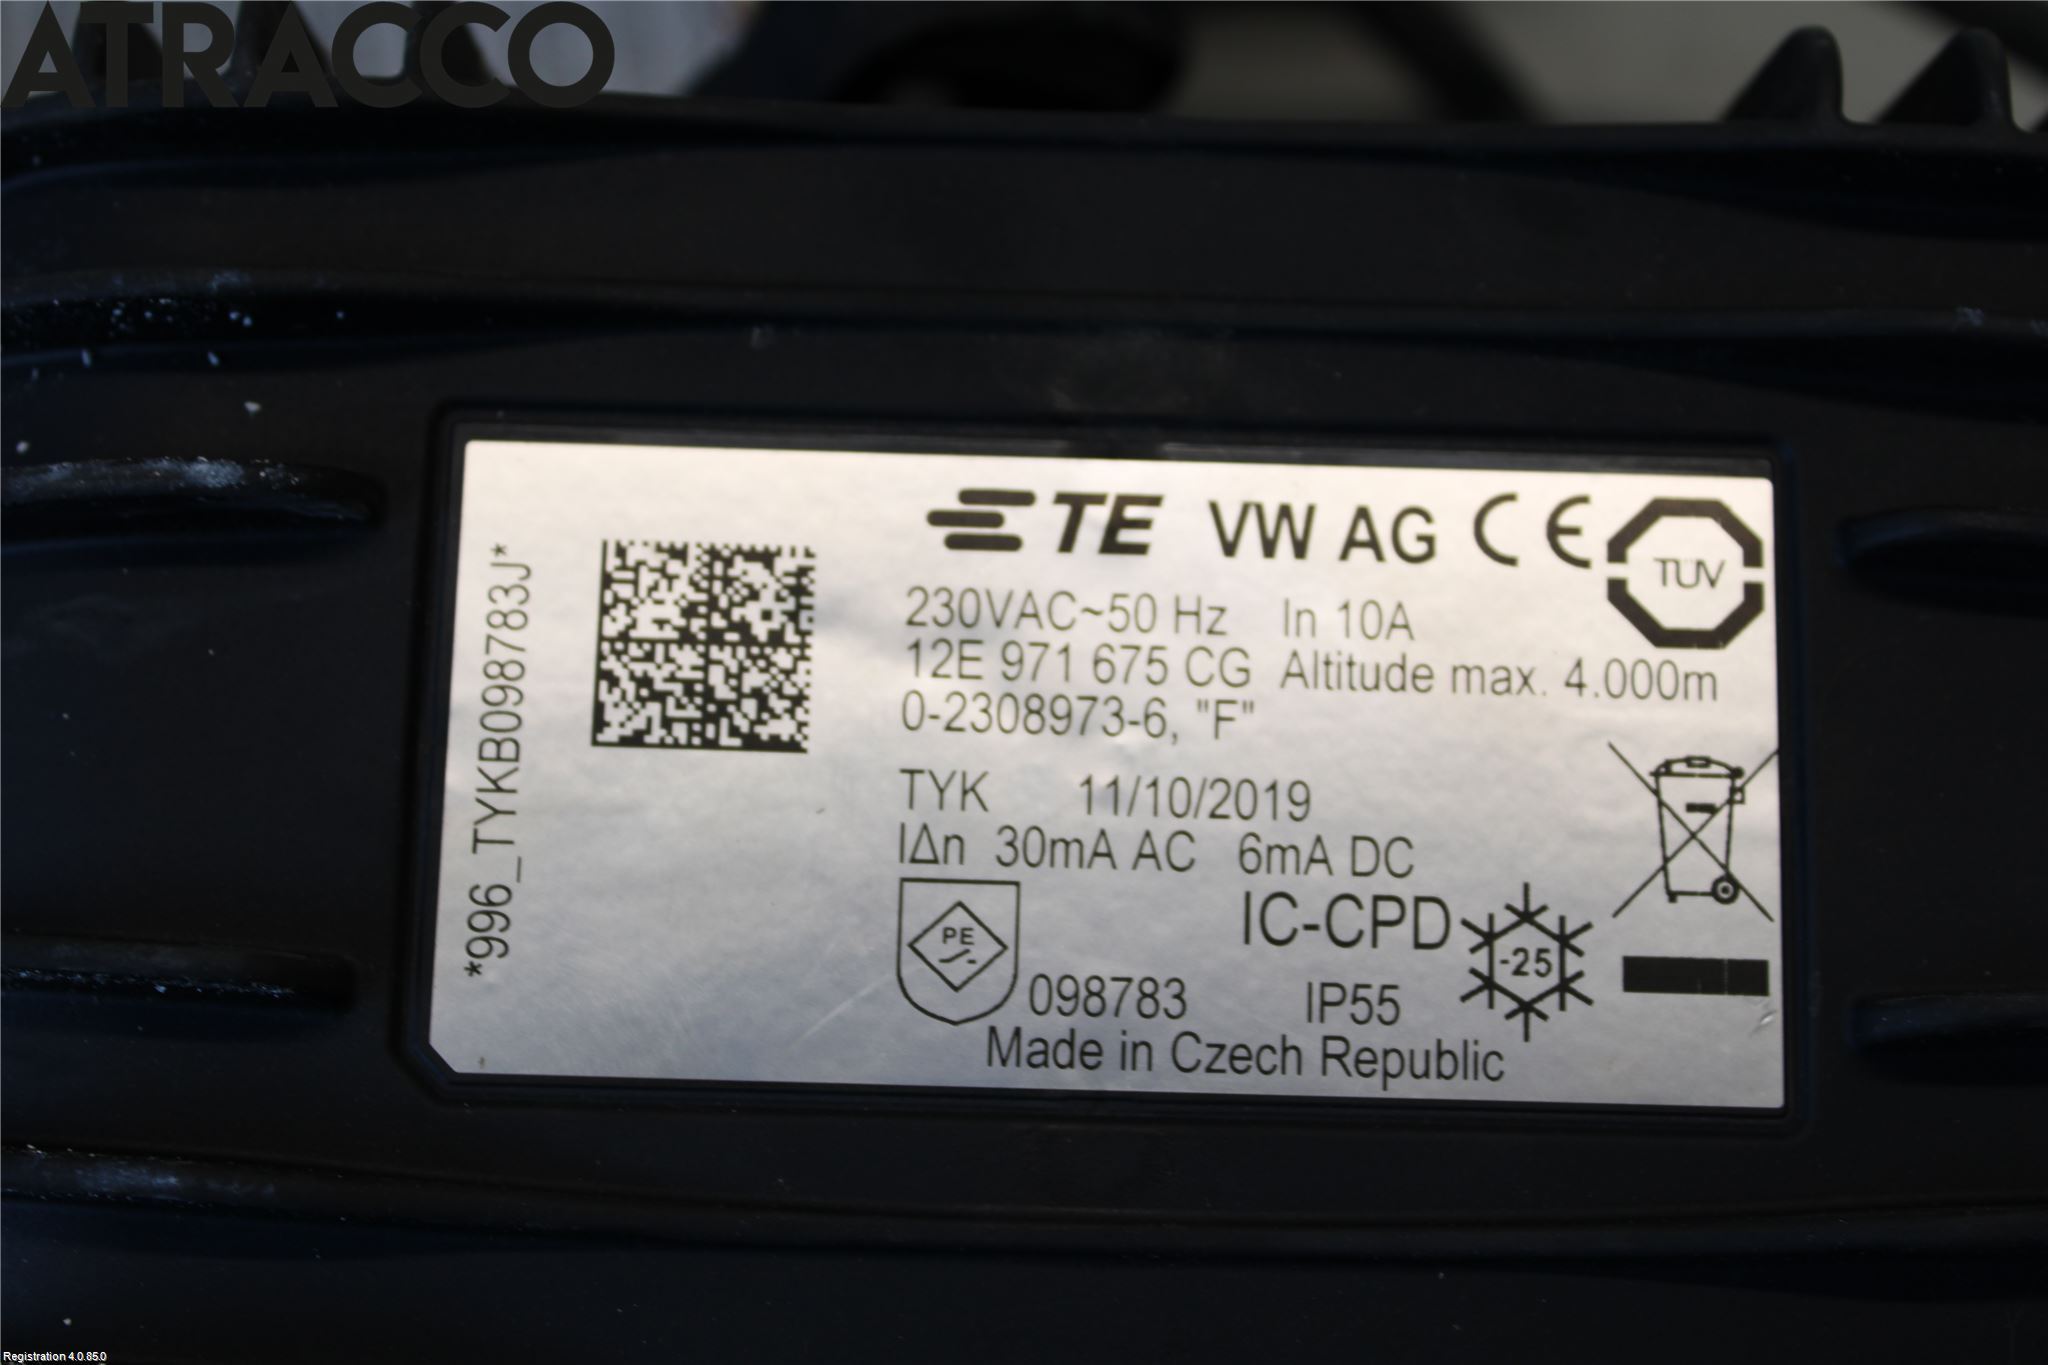 ATRACCO
TE VW AG CE TÜV
230VAC~50 Hz In 10A
12E 971 675 CG Altitude max. 4.000m
0-2308973-6, "F"
TYK 11/10/2019
IΔn 30mA AC 6mA DC
IC-CPD
PE
-25
098783 IP55
Made in Czech Republic
*996_TYKB098783J*
Registration 4.0.85.0